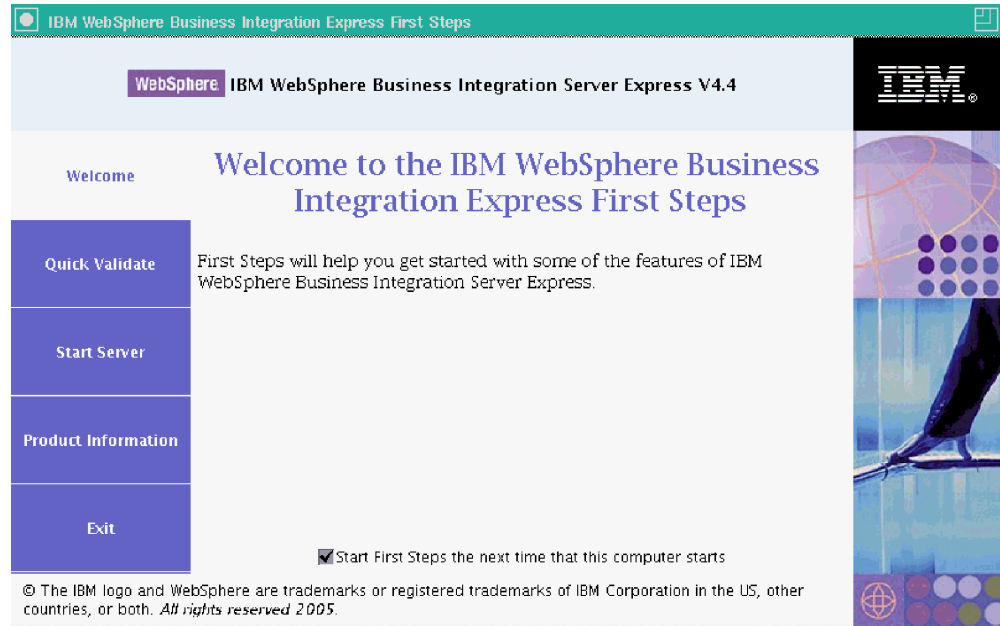 IBM WebSphere Business Integration Express First Steps
WebSphere. IBM WebSphere Business Integration Server Express V4.4
IBM®
Welcome
Welcome to the IBM WebSphere Business
Integration Express First Steps
Quick Validate
First Steps will help you get started with some of the features of IBM
WebSphere Business Integration Server Express.
Start Server
Product Information
Exit
Start First Steps the next time that this computer starts
© The IBM logo and WebSphere are trademarks or registered trademarks of IBM Corporation in the US, other
countries, or both. All rights reserved 2005.